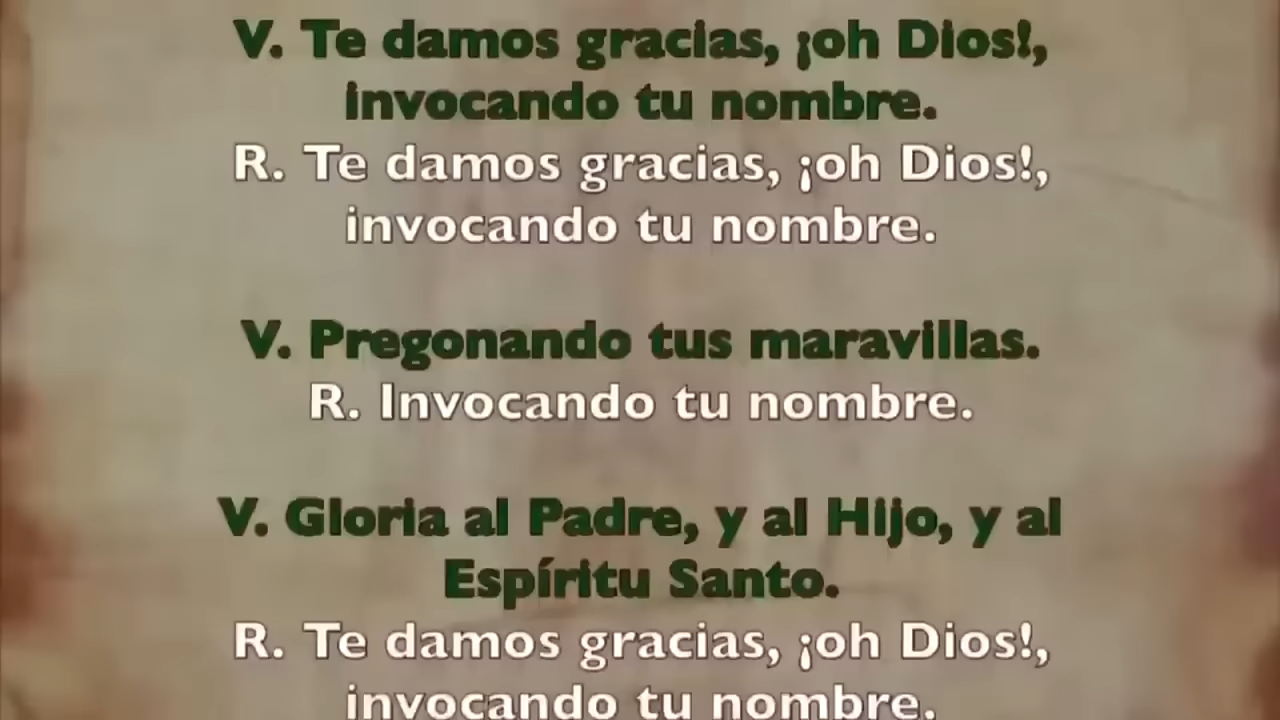 V. Te damos gracias, ¡oh Dios!,
invocando tu nombre.
R. Te damos gracias, ¡oh Dios!,
invocando tu nombre.
V. Pregonando tus maravillas.
R. Invocando tu nombre.
V. Gloria al Padre, y al Hijo, y al
Espíritu Santo.
R. Te damos gracias, ¡oh Dios!,
invocando tu nombre.